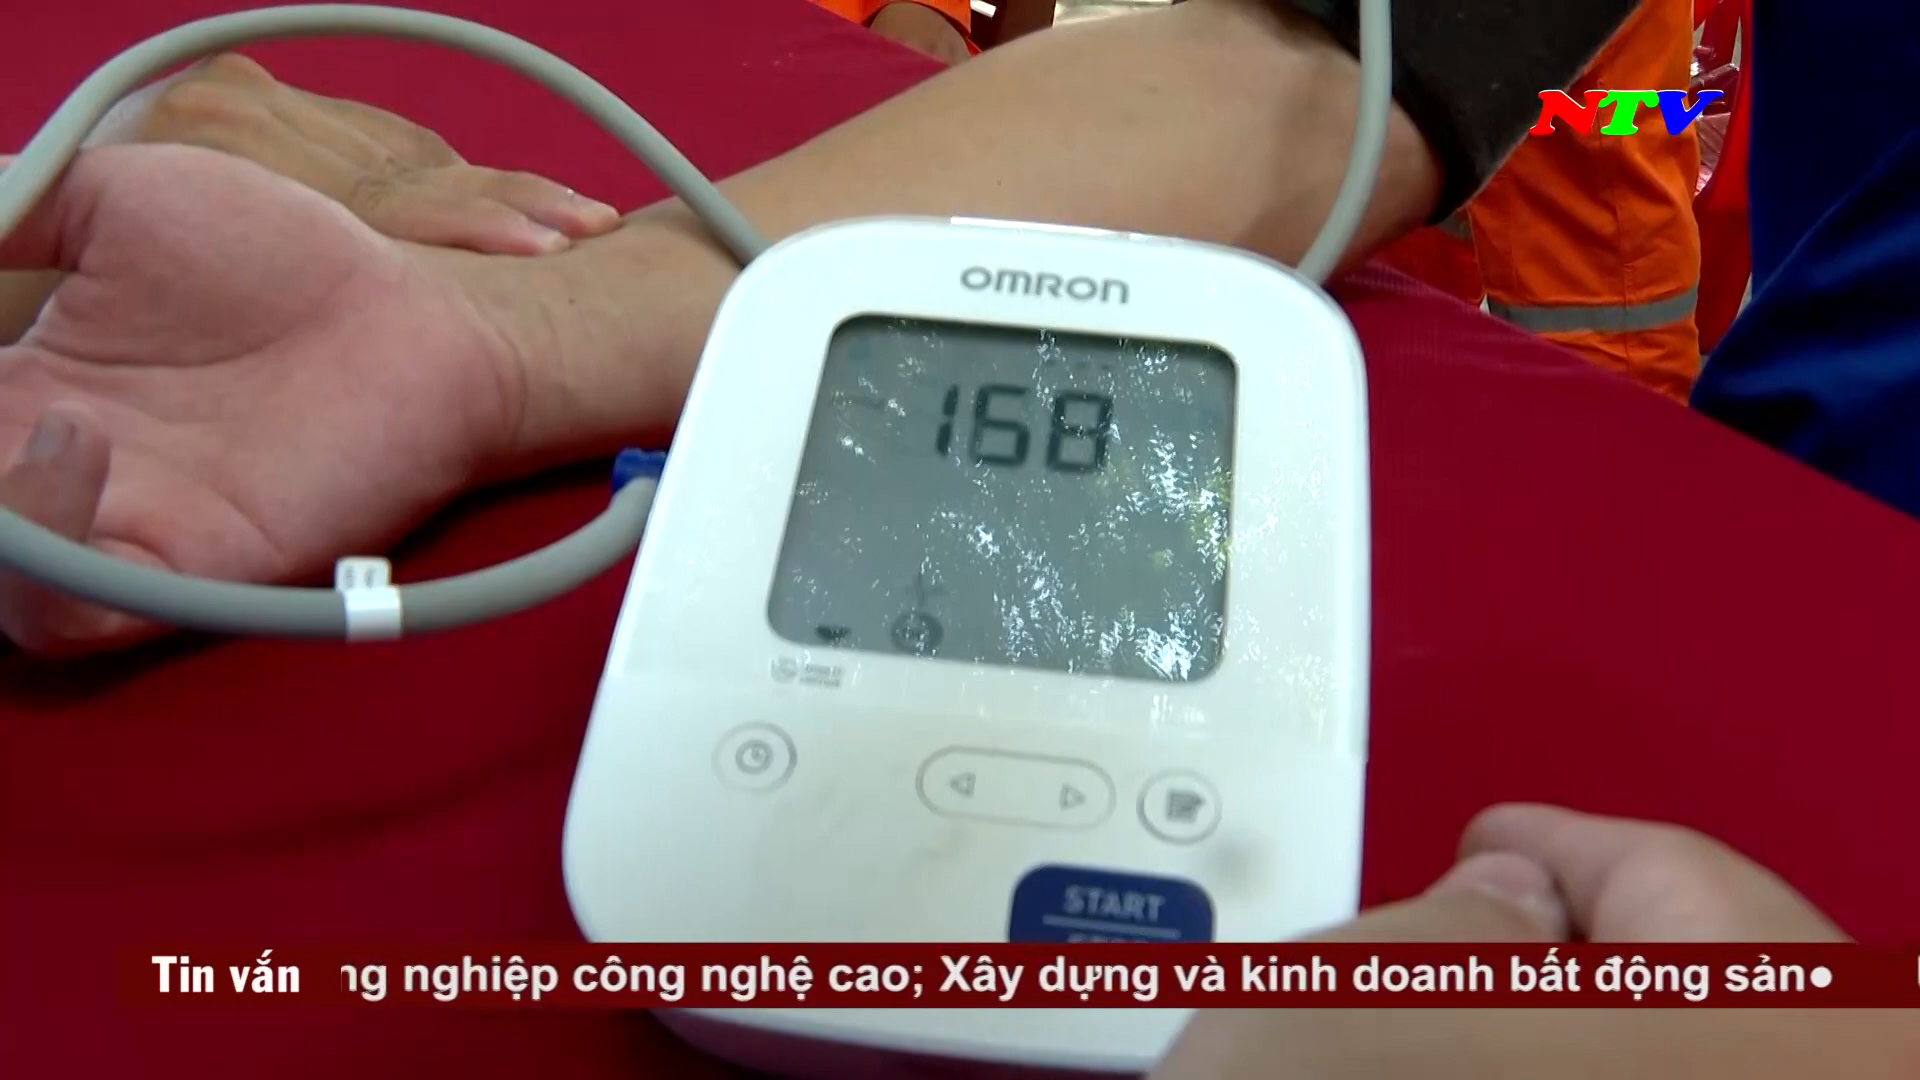 NTV
OMRON
168
START
Tin vắn ng nghiệp công nghệ cao; Xây dựng và kinh doanh bất động sản●